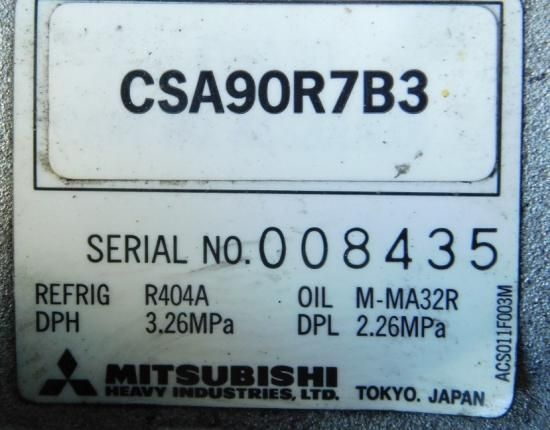 CSA90R7B3
SERIAL NO. 008435
REFRIG R404A OIL M-MA32R
DPH 3.26MPa DPL 2.26MPa
MITSUBISHI
HEAVY INDUSTRIES, LTD. TOKYO. JAPAN
ACS011F003M